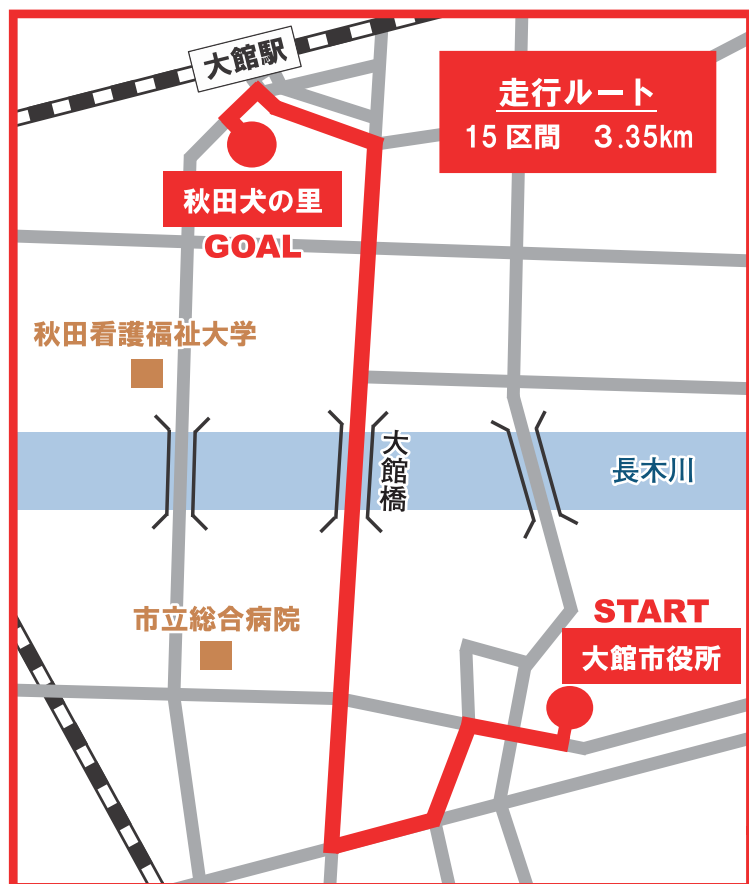 大館駅
走行ルート
15区間　3.35km
秋田犬の里
GOAL
秋田看護福祉大学
大館橋
長木川
市立総合病院
START
大館市役所